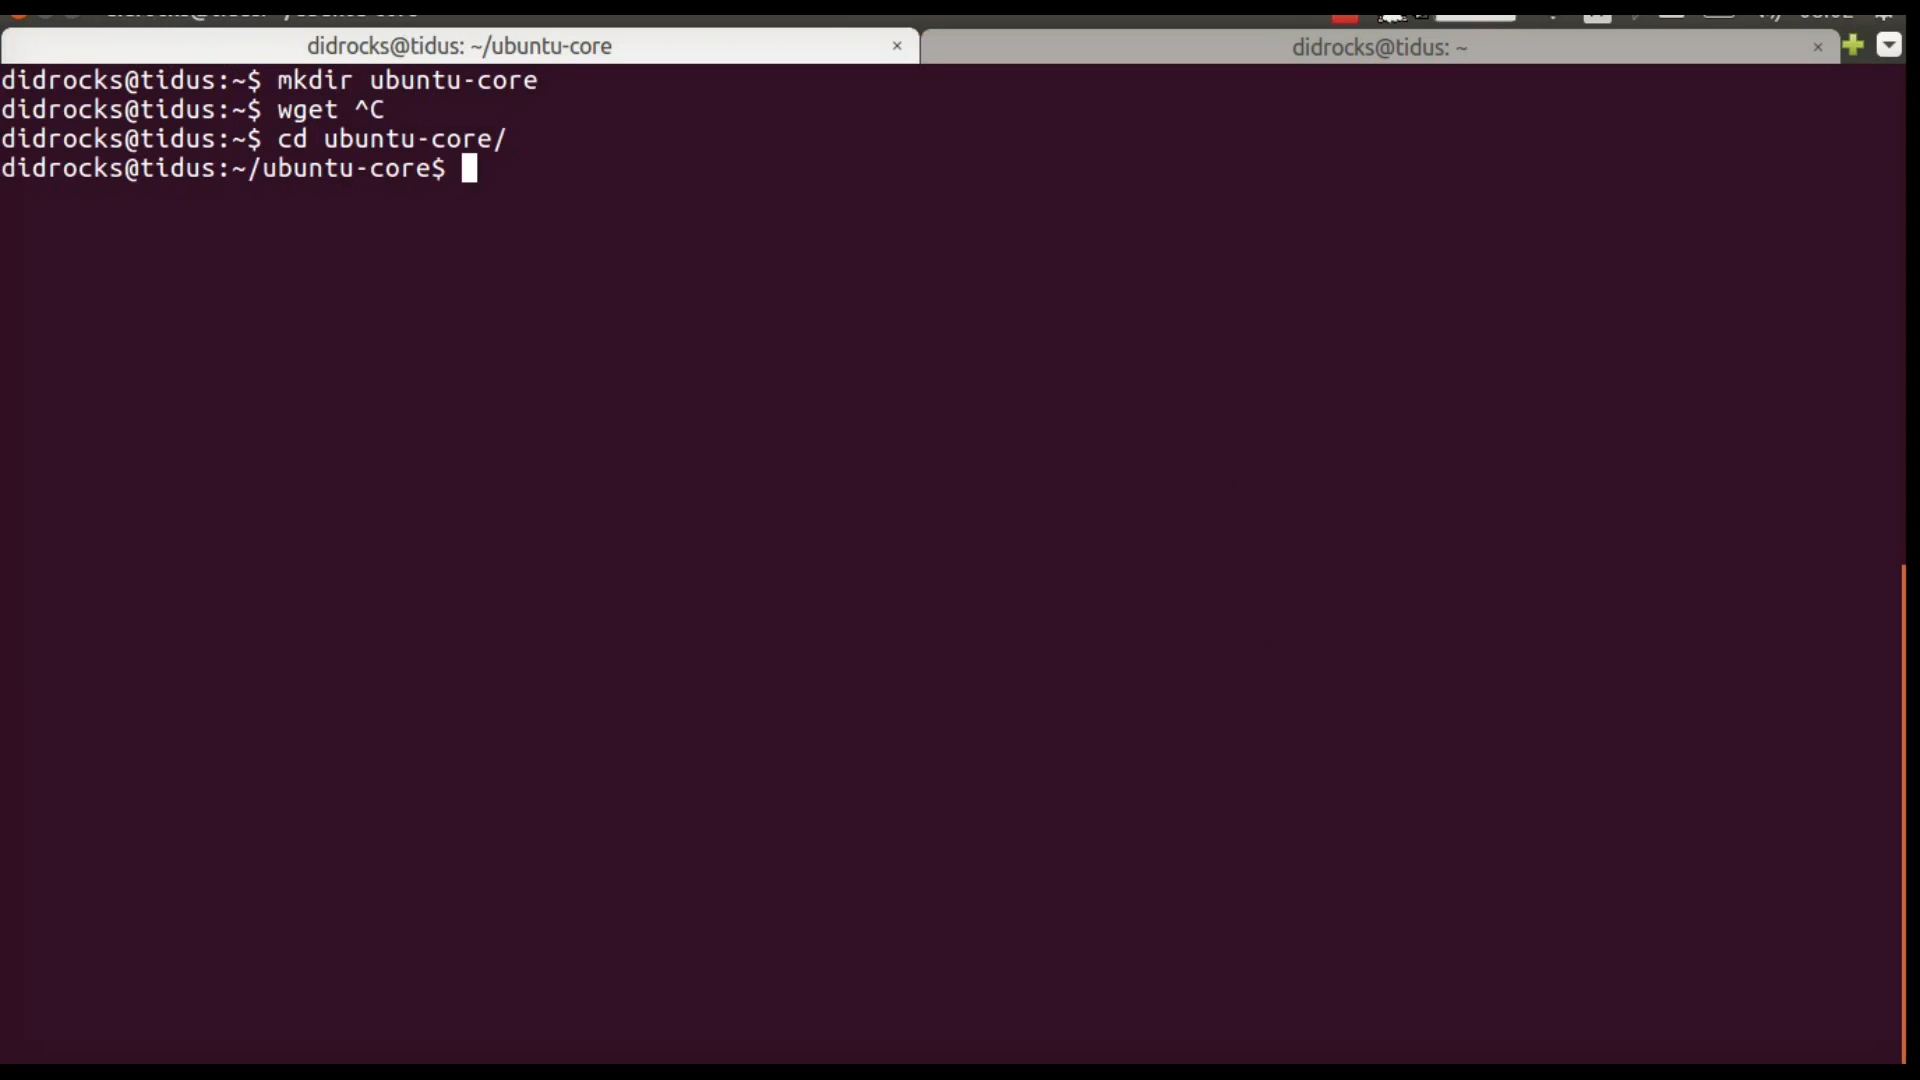 didrocks@tidus: ~/ubuntu-core × didrocks@tidus: ~ ×
didrocks@tidus:~$ mkdir ubuntu-core
didrocks@tidus:~$ wget ^C
didrocks@tidus:~$ cd ubuntu-core/
didrocks@tidus:~/ubuntu-core$